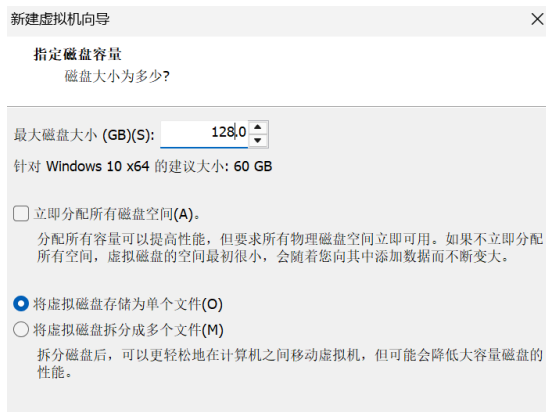 新建虚拟机向导
指定磁盘容量
磁盘大小为多少?
最大磁盘大小 (GB)(S): 128.0
针对 Windows 10 x64 的建议大小: 60 GB
立即分配所有磁盘空间(A)。
分配所有容量可以提高性能，但要求所有物理磁盘空间立即可用。如果不立即分配
所有空间，虚拟磁盘的空间最初很小，会随着您向其中添加数据而不断变大。
将虚拟磁盘存储为单个文件(O)
将虚拟磁盘拆分成多个文件(M)
拆分磁盘后，可以更轻松地在计算机之间移动虚拟机，但可能会降低大容量磁盘的
性能。